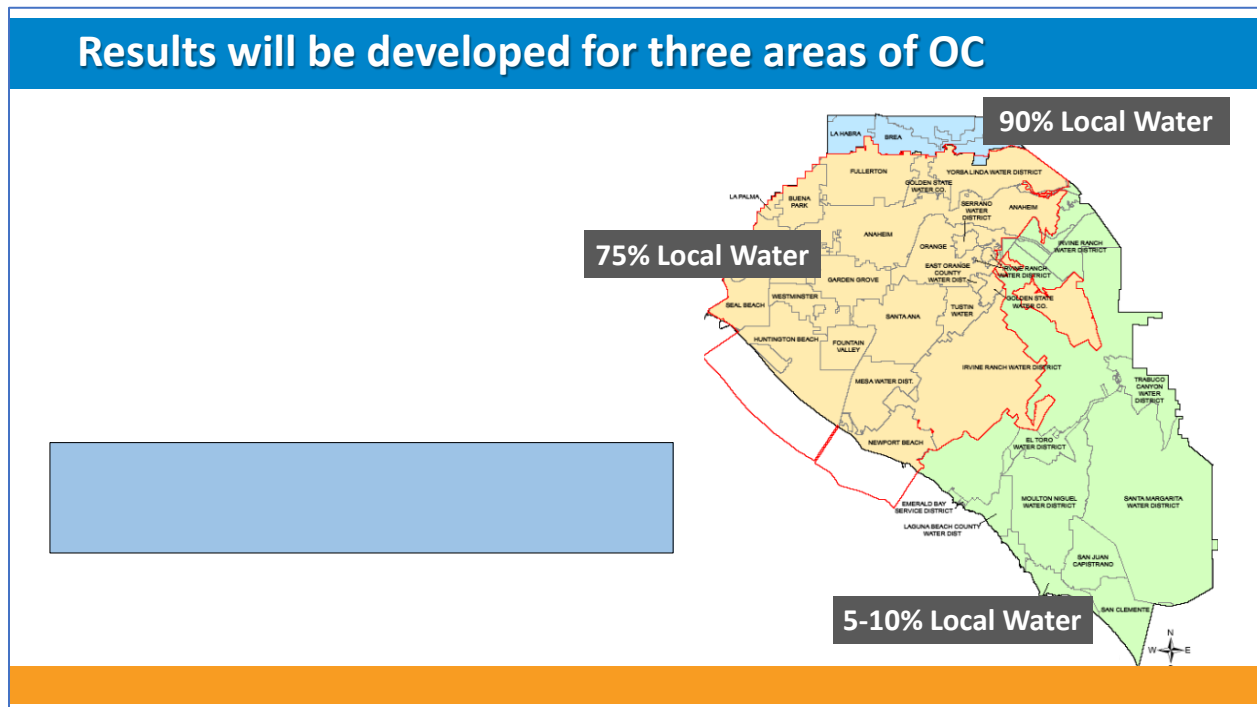 Results will be developed for three areas of OC
90% Local Water
LA HABRA
BREA
FULLERTON
YORBA LINDA WATER DISTRICT
GOLDEN STATE
WATER CO.
LA PALMA
BUENA
PARK
SERRANO
WATER
DISTRICT
ANAHEIM
ANAHEIM
ORANGE
IRVINE RANCH
WATER DISTRICT
75% Local Water
EAST ORANGE
COUNTY
WATER DIST.
IRVINE RANCH
WATER DISTRICT
GARDEN GROVE
WESTMINSTER
SEAL BEACH
GOLDEN STATE
WATER CO.
TUSTIN
WATER
SANTA ANA
HUNTINGTON BEACH
FOUNTAIN
VALLEY
IRVINE RANCH WATER DISTRICT
MESA WATER DIST.
TRABUCO
CANYON
WATER
DISTRICT
NEWPORT BEACH
EL TORO
WATER DISTRICT
EMERALD BAY
SERVICE DISTRICT
MOULTON NIGUEL
WATER DISTRICT
SANTA MARGARITA
WATER DISTRICT
LAGUNA BEACH COUNTY
WATER DIST
SAN JUAN
CAPISTRANO
5-10% Local Water
SAN CLEMENTE
N
W
E